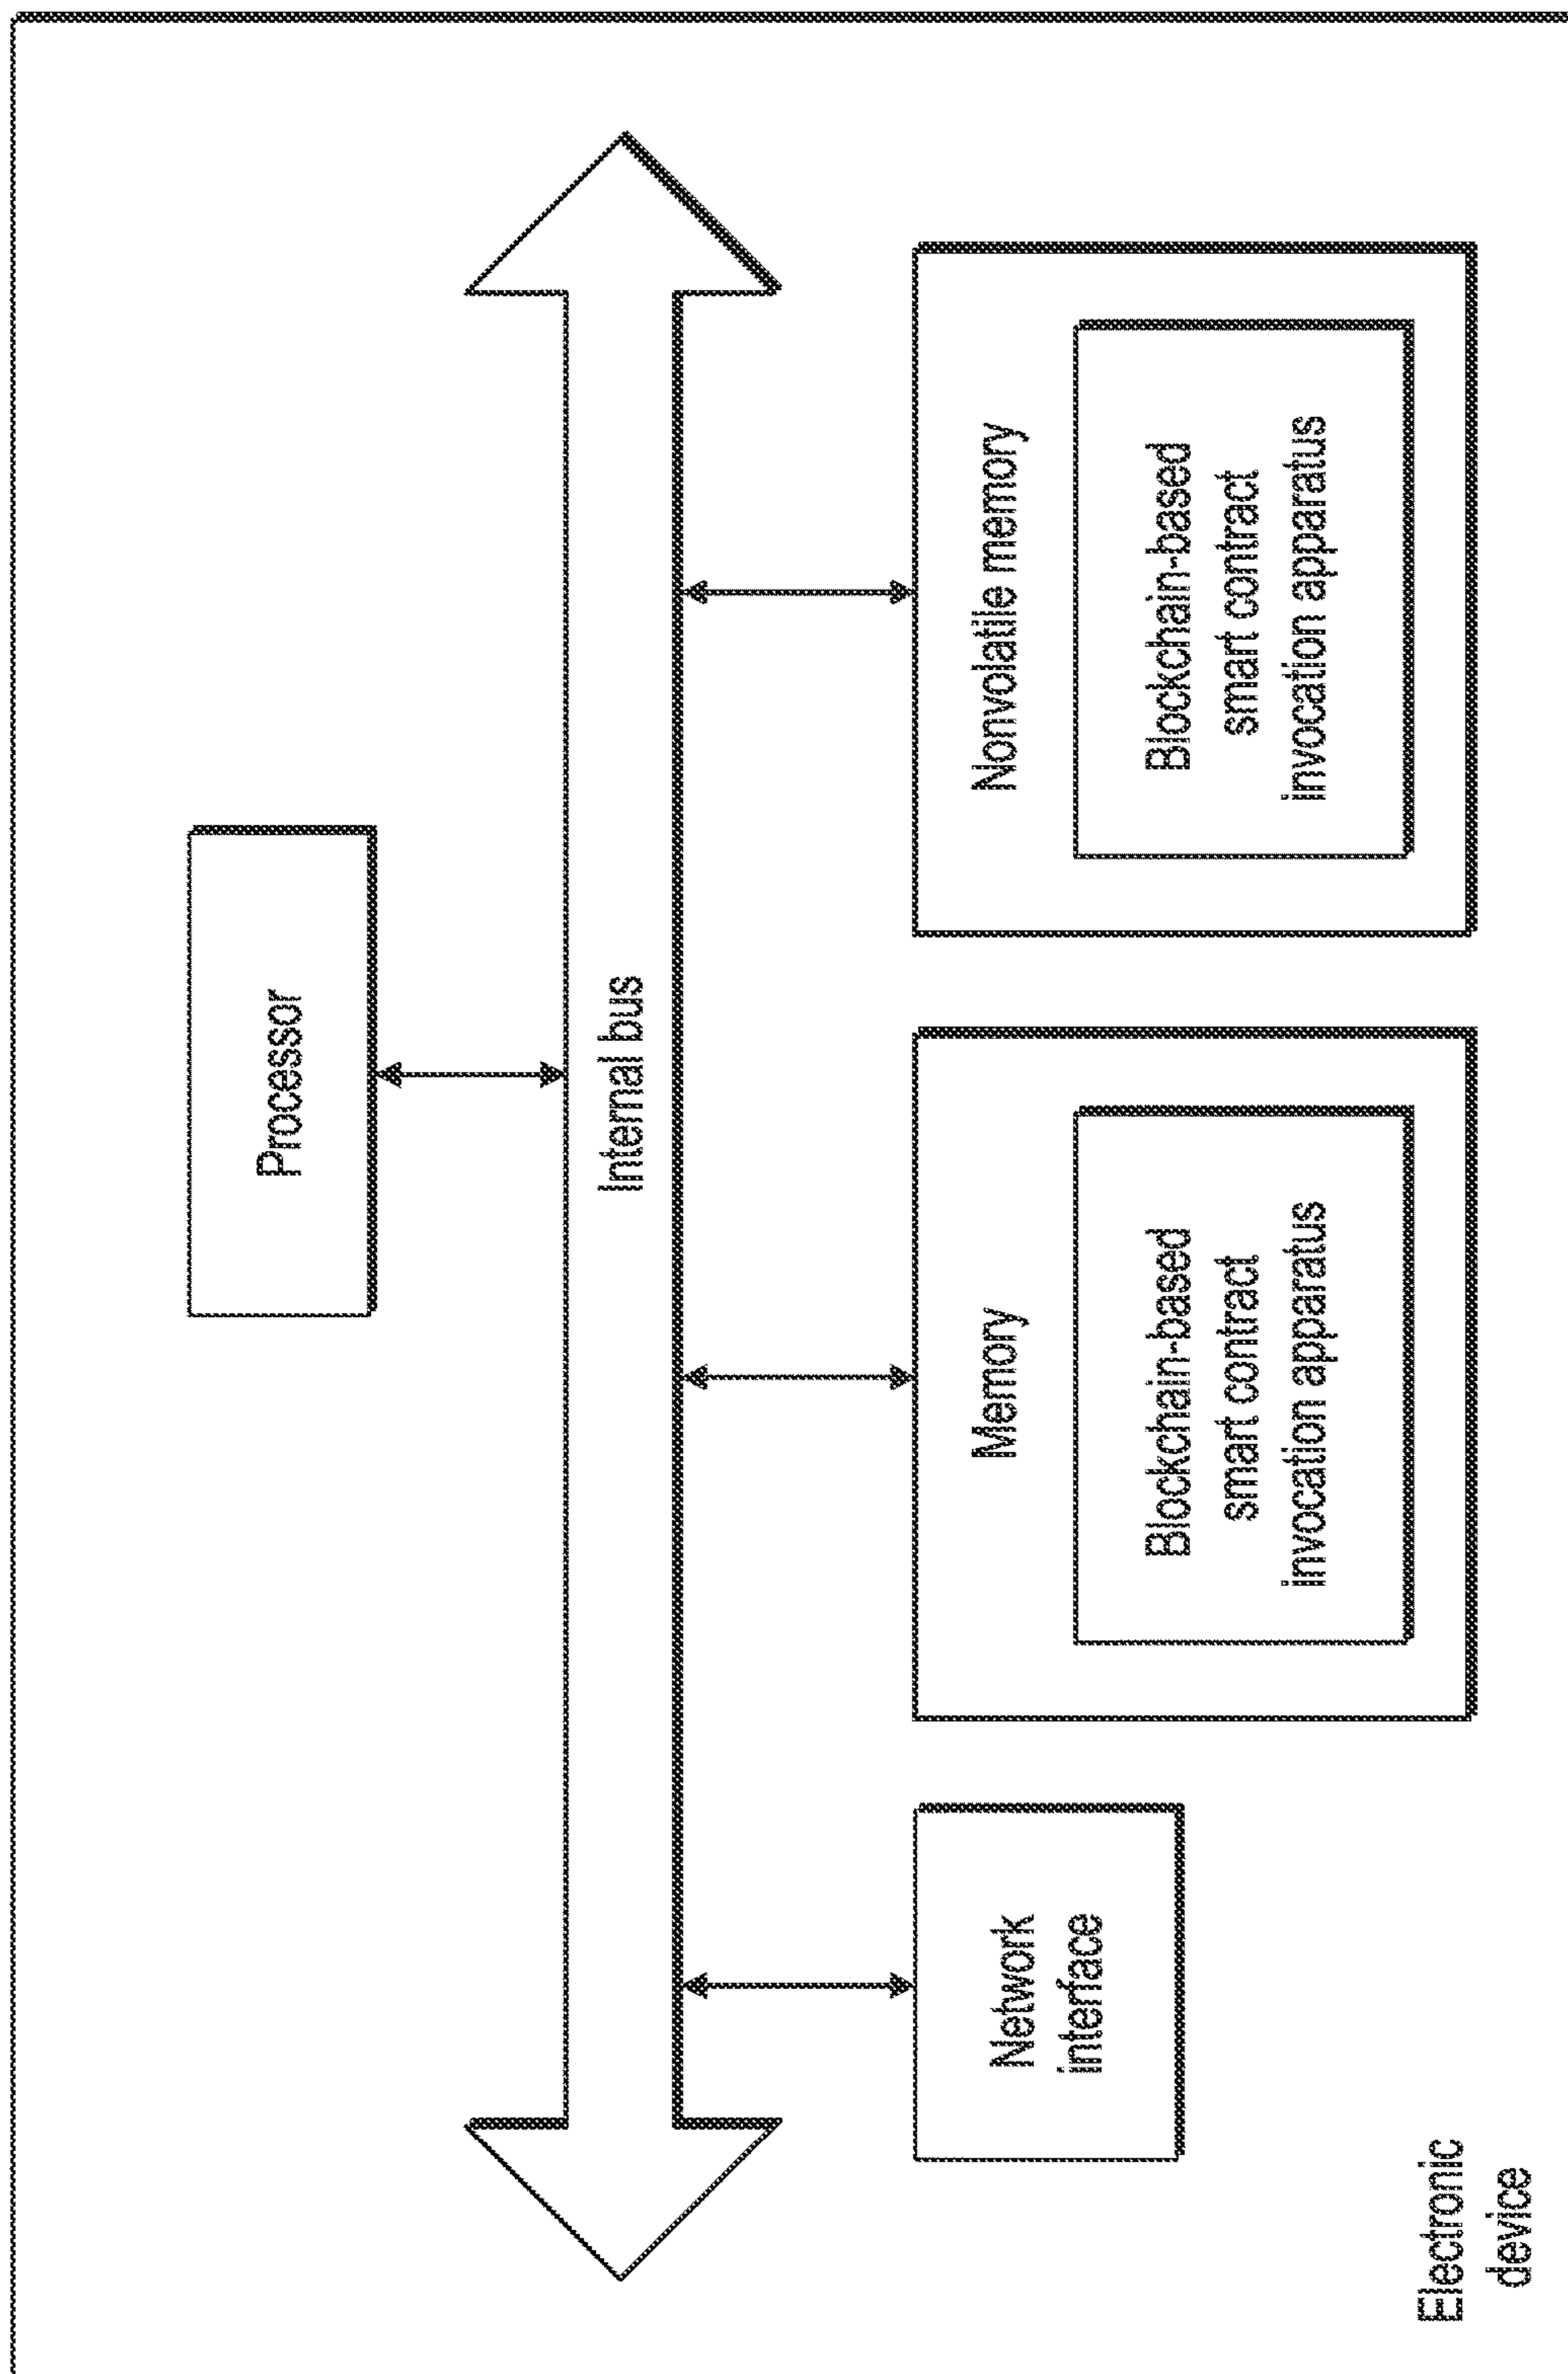 Processor
Internal bus
Network
interface
Memory
Blockchain-based
smart contract
invocation apparatus
Nonvolatile memory
Blockchain-based
smart contract
invocation apparatus
Electronic
device